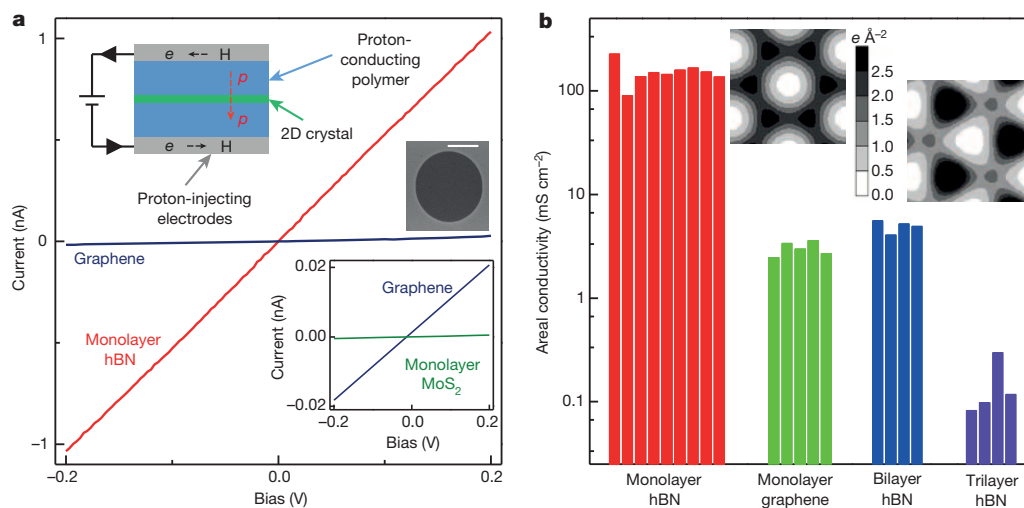 a
1
0
−1
Current (nA)
−0.2
0.0
0.2
Bias (V)
e
H
p
p
e
H
Proton-
conducting
polymer
2D crystal
Proton-injecting
electrodes
Graphene
Monolayer
hBN
0.02
0.00
−0.02
Current (nA)
Graphene
Monolayer
MoS₂
−0.2
0.0
0.2
Bias (V)
b
100
10
1
0.1
Areal conductivity (mS cm⁻²)
e Å⁻²
2.5
2.0
1.5
1.0
0.5
0.0
Monolayer
hBN
Monolayer
graphene
Bilayer
hBN
Trilayer
hBN